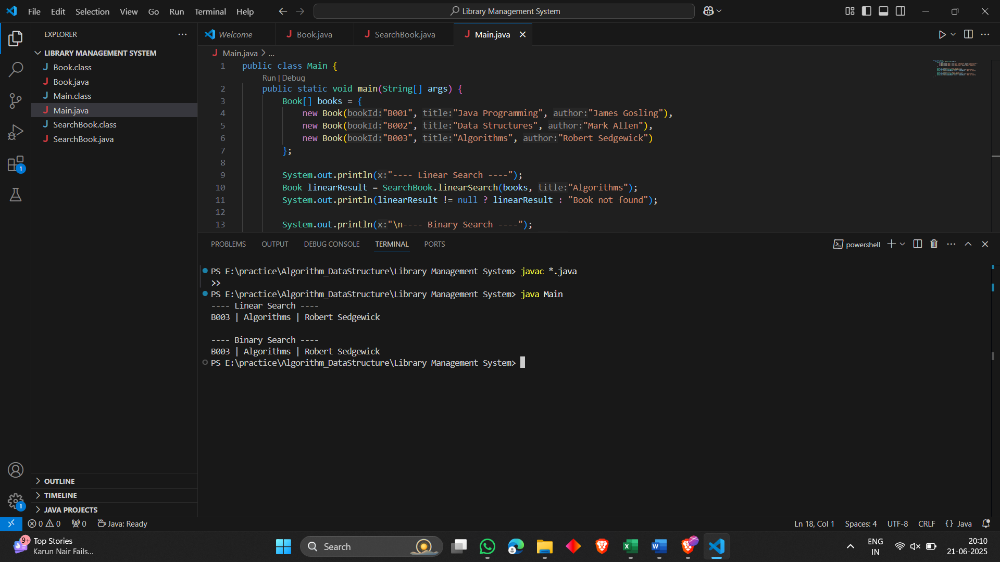 File Edit Selection View Go Run Terminal Help
Library Management System
EXPLORER
LIBRARY MANAGEMENT SYSTEM
J Book.class
J Book.java
J Main.class
J Main.java
J SearchBook.class
J SearchBook.java
OUTLINE
TIMELINE
JAVA PROJECTS
1
1
Welcome J Book.java J SearchBook.java J Main.java
J Main.java > ...
1 public class Main {
Run | Debug
2 public static void main(String[] args) {
3 Book[] books = {
4 new Book(bookId:"B001", title:"Java Programming", author:"James Gosling"),
5 new Book(bookId:"B002", title:"Data Structures", author:"Mark Allen"),
6 new Book(bookId:"B003", title:"Algorithms", author:"Robert Sedgewick")
7 };
8
9 System.out.println(x:"---- Linear Search ----");
10 Book linearResult = SearchBook.linearSearch(books, title:"Algorithms");
11 System.out.println(linearResult != null ? linearResult : "Book not found");
12
13 System.out.println(x:"\n---- Binary Search ----");
PROBLEMS OUTPUT DEBUG CONSOLE TERMINAL PORTS
powershell
PS E:\practice\Algorithm_DataStructure\Library Management System> javac *.java
>>
PS E:\practice\Algorithm_DataStructure\Library Management System> java Main
---- Linear Search ----
B003 | Algorithms | Robert Sedgewick
---- Binary Search ----
B003 | Algorithms | Robert Sedgewick
PS E:\practice\Algorithm_DataStructure\Library Management System>
0 0 0 Java: Ready
Ln 18, Col 1 Spaces: 4 UTF-8 CRLF {} Java
9+
Top Stories
Karun Nair Fails...
Search
ENG
IN
20:10
21-06-2025